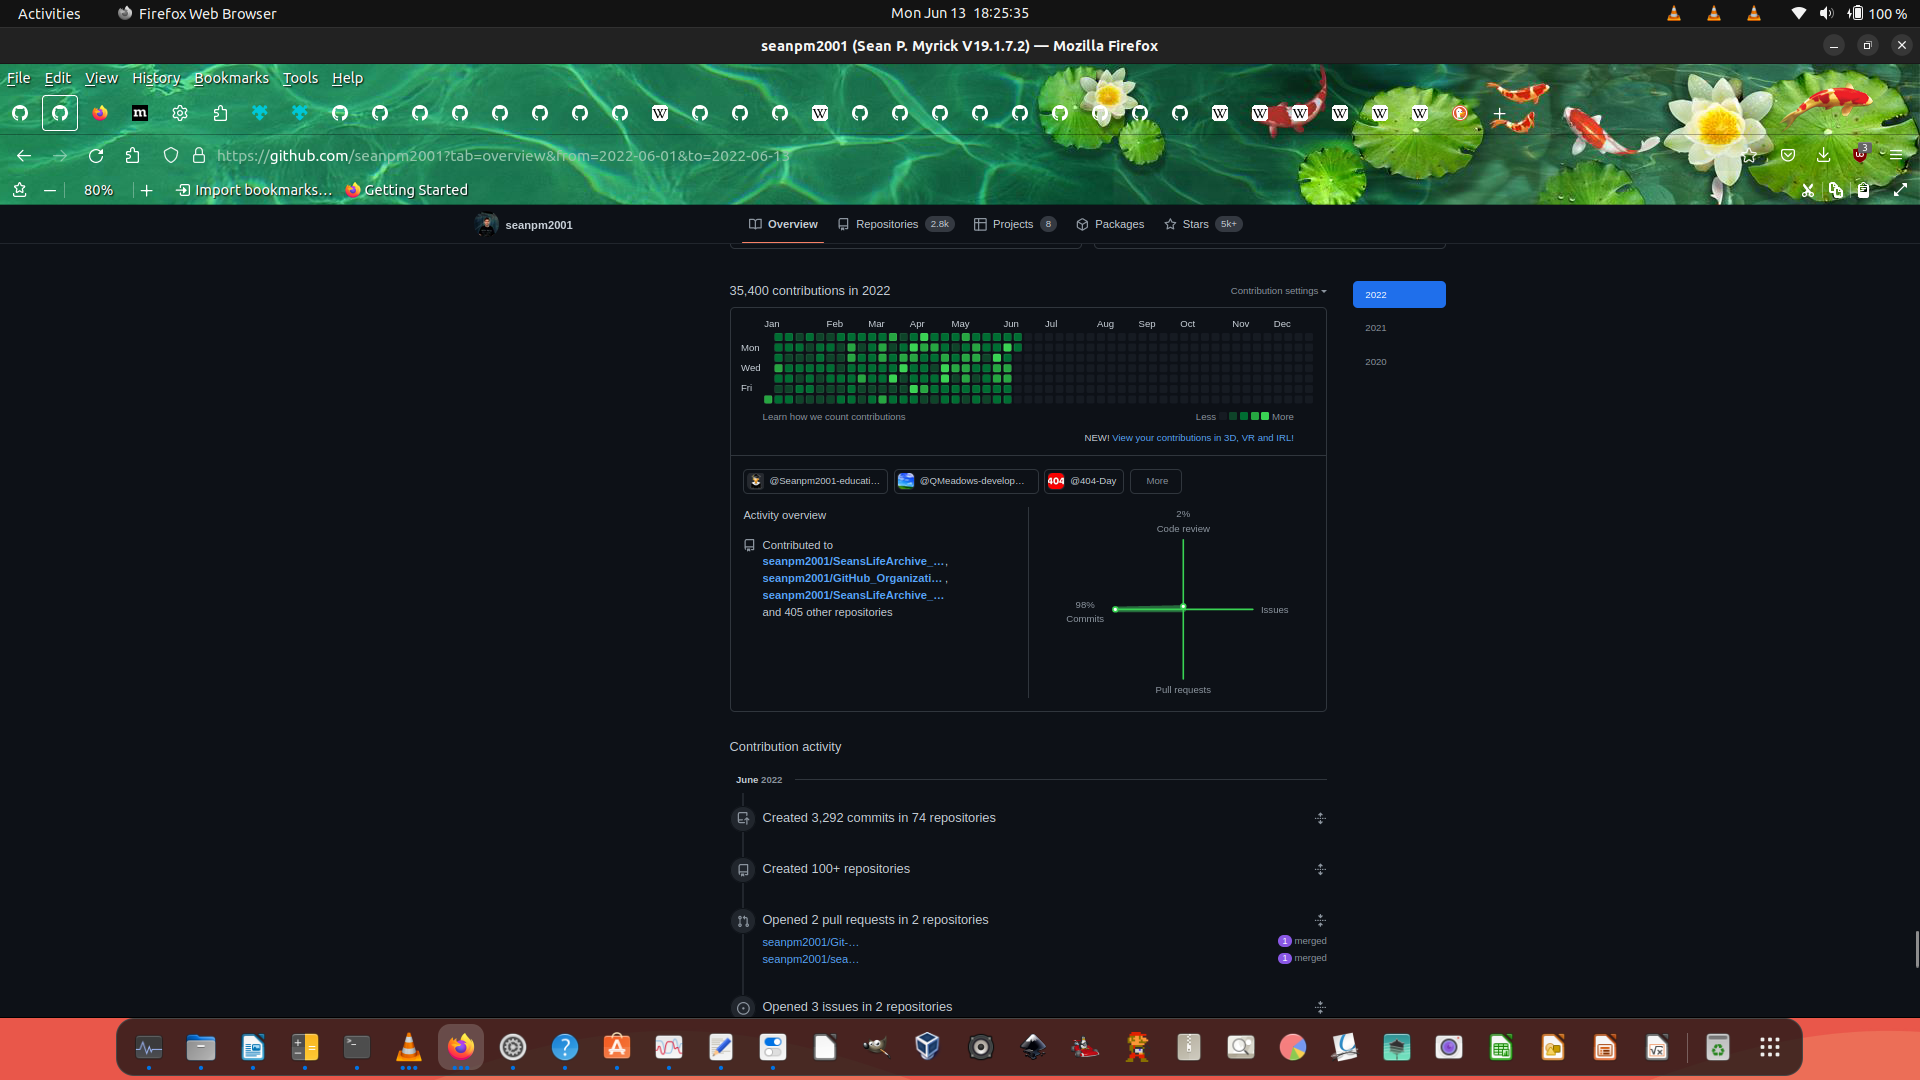 Activities
Firefox Web Browser
Mon Jun 13 18:25:35
100 %
seanpm2001 (Sean P. Myrick V19.1.7.2) — Mozilla Firefox
File Edit View History Bookmarks Tools Help
https://github.com/seanpm2001?tab=overview&from=2022-06-01&to=2022-06-13
3
80%
Import bookmarks…
Getting Started
seanpm2001
Overview
Repositories 2.8k
Projects 8
Packages
Stars 5k+
35,400 contributions in 2022
Contribution settings
2022
2021
2020
Jan Feb Mar Apr May Jun Jul Aug Sep Oct Nov Dec
Mon
Wed
Fri
Learn how we count contributions
Less More
NEW! View your contributions in 3D, VR and IRL!
@Seanpm2001-educati…
@QMeadows-develop…
404 @404-Day
More
Activity overview
Contributed to
seanpm2001/SeansLifeArchive_…,
seanpm2001/GitHub_Organizati… ,
seanpm2001/SeansLifeArchive_…
and 405 other repositories
2%
Code review
98%
Commits
Issues
Pull requests
Contribution activity
June 2022
Created 3,292 commits in 74 repositories
Created 100+ repositories
Opened 2 pull requests in 2 repositories
seanpm2001/Git-…
1 merged
seanpm2001/sea…
1 merged
Opened 3 issues in 2 repositories